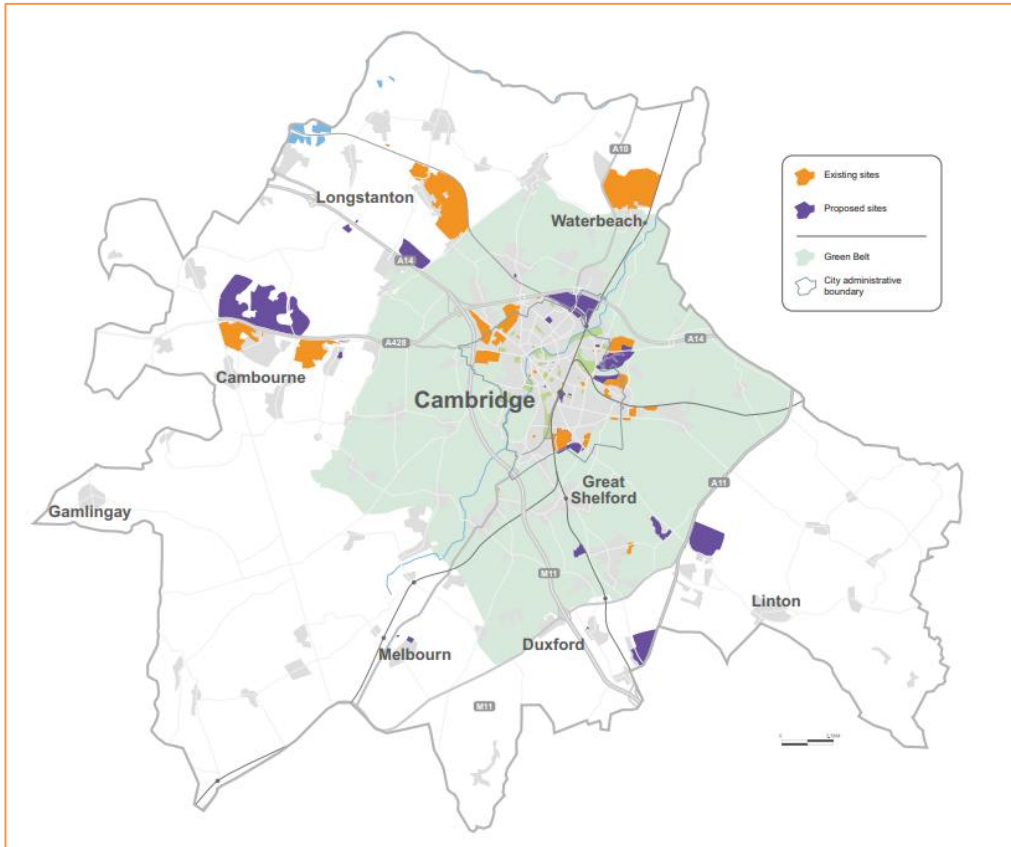 A10
Longstanton
Waterbeach
Existing sites
Proposed sites
Green Belt
City administrative
boundary
A14
A428
A14
Cambourne
Cambridge
Great
Shelford
A11
Gamlingay
M11
Linton
Duxford
Melbourn
M11
0